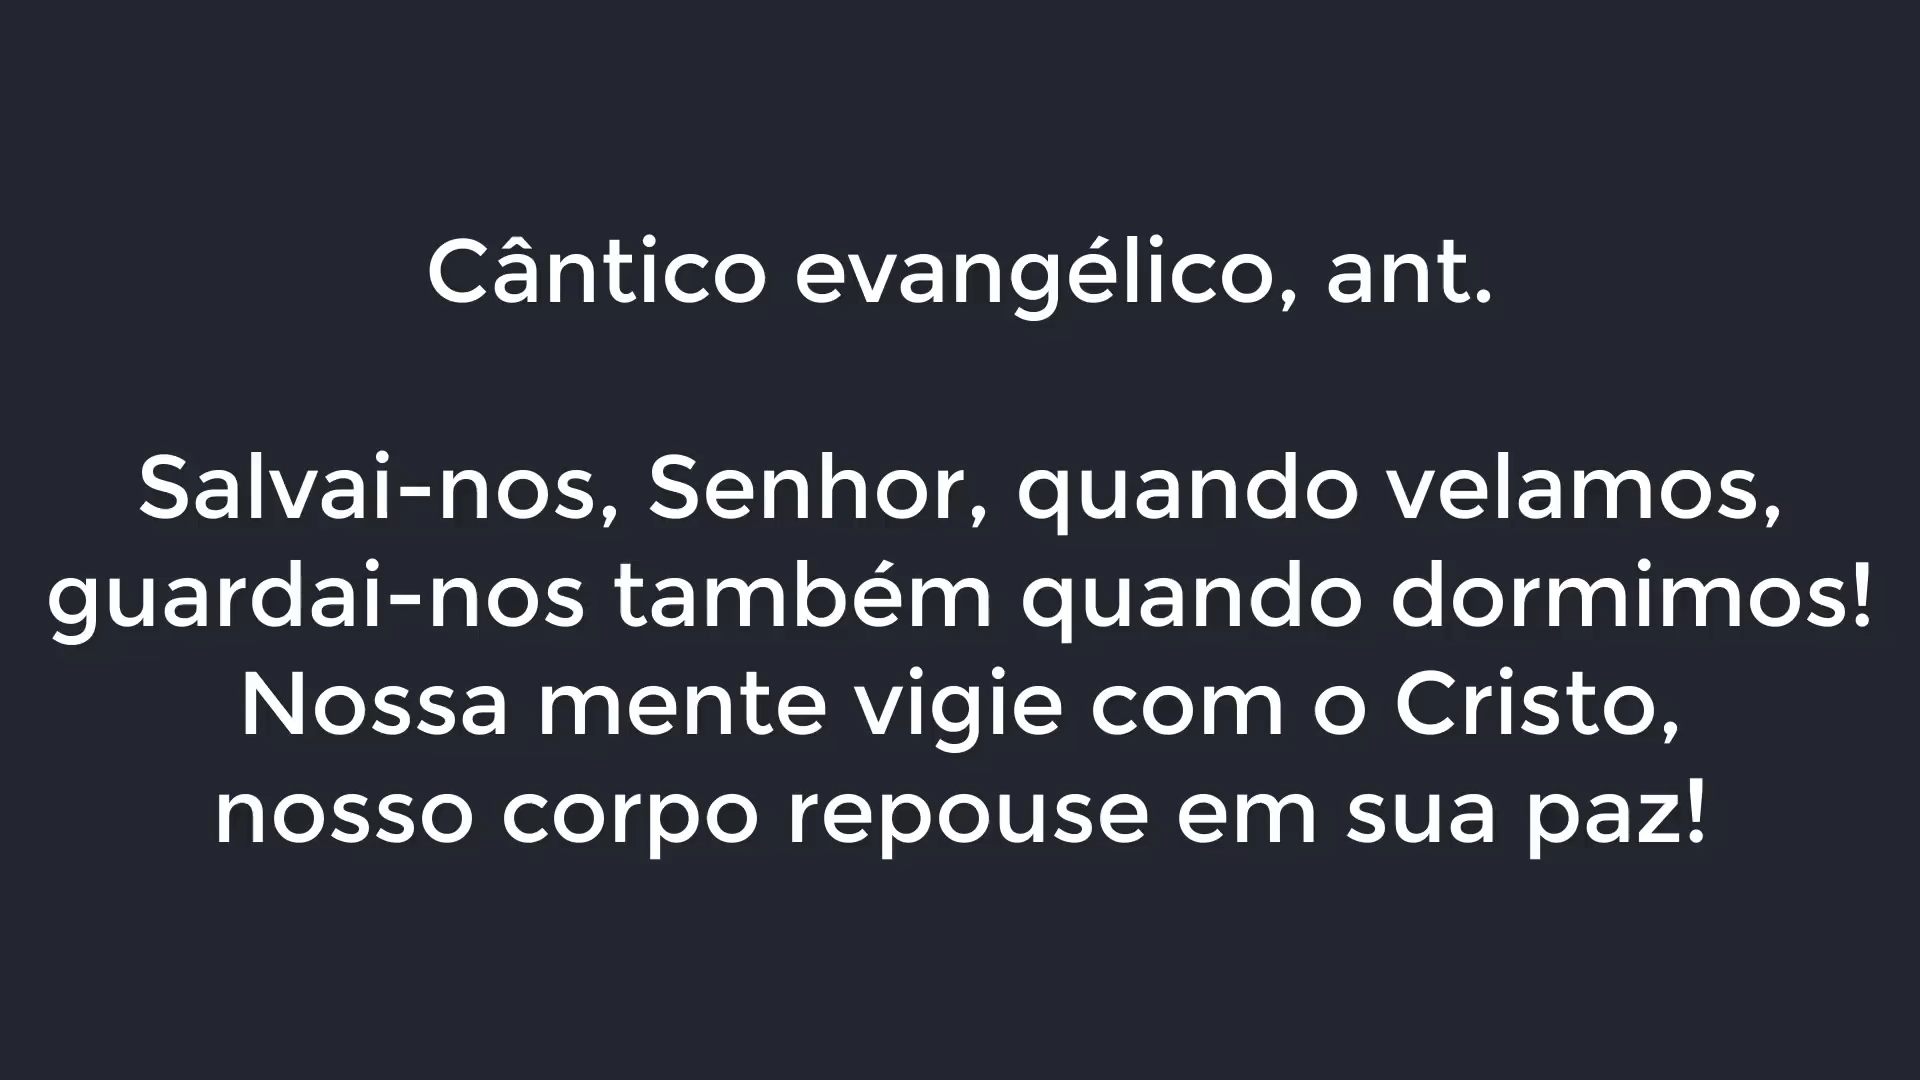 Cântico evangélico, ant.
Salvai-nos, Senhor, quando velamos,
guardai-nos também quando dormimos!
Nossa mente vigie com o Cristo,
nosso corpo repouse em sua paz!